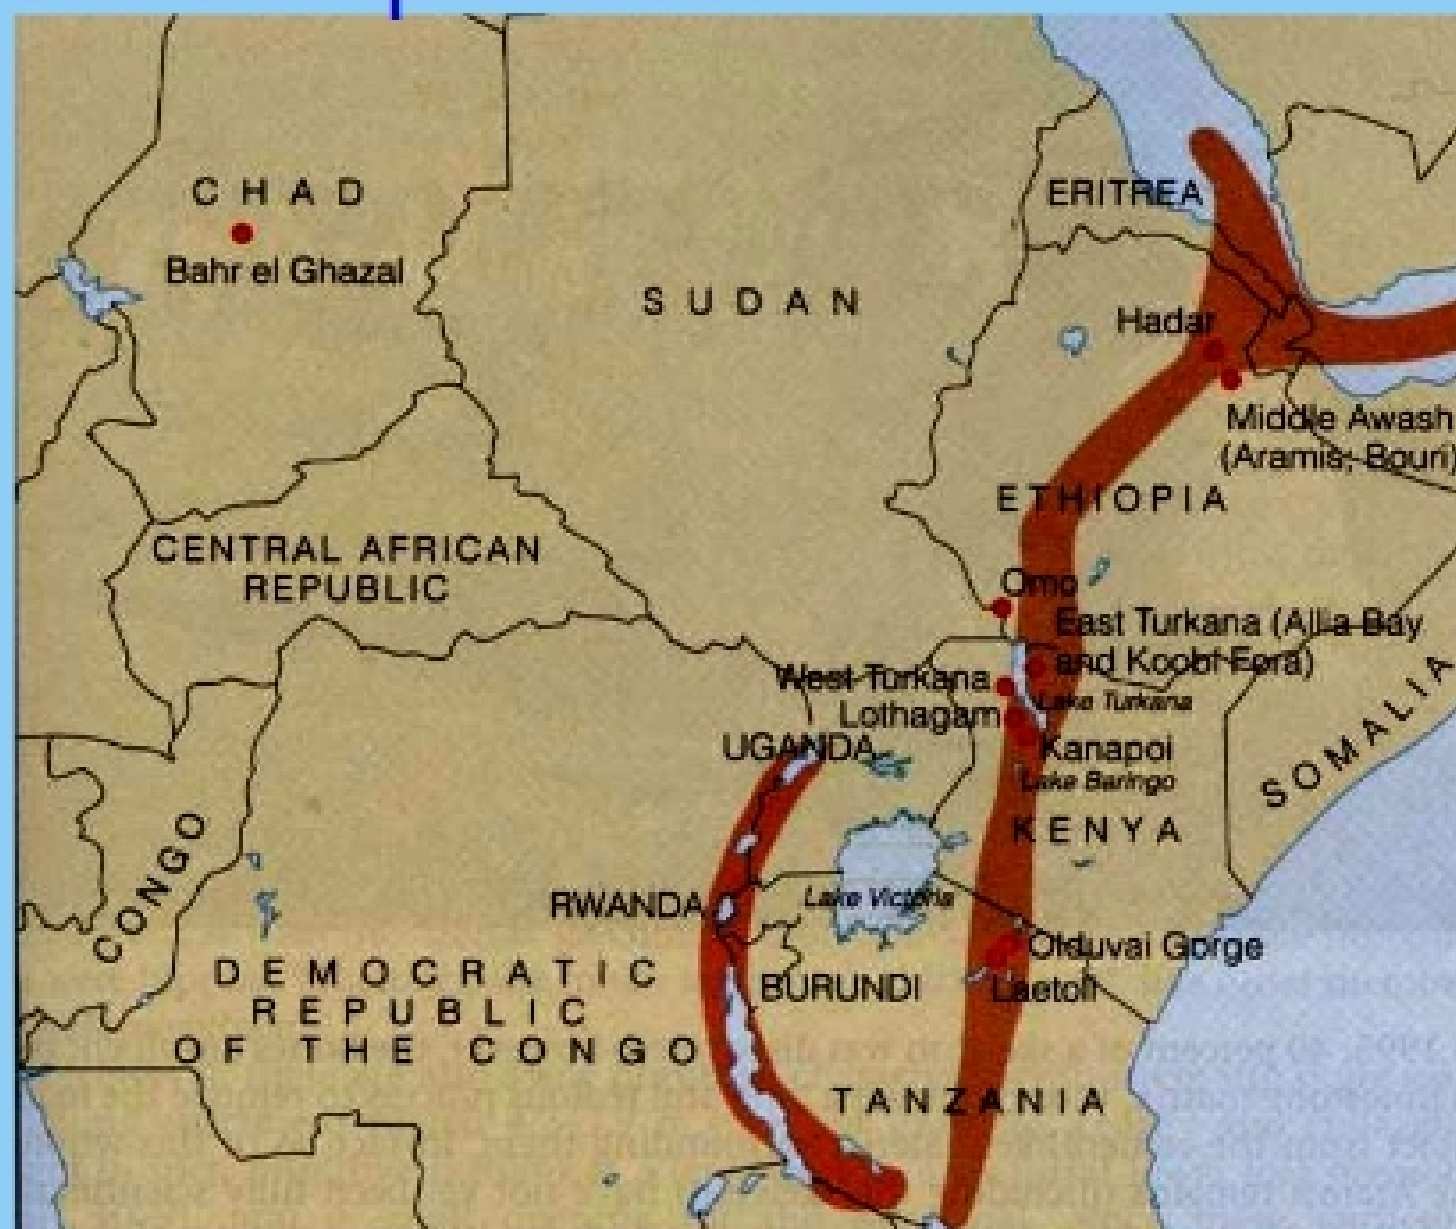 ERITREA
CHAD
Bahr el Ghazal
SUDAN
Hadar
Middle Awash
(Aramis, Bouri)
ETHIOPIA
CENTRAL AFRICAN
REPUBLIC
Omo
East Turkana (Allia Bay
and Koobi Fora)
West Turkana
Lake Turkana
Lothagam
UGANDA
Kanapoi
Lake Baringo
SOMALIA
KENYA
CONGO
Lake Victoria
RWANDA
Olduvai Gorge
DEMOCRATIC
REPUBLIC
OF THE CONGO
BURUNDI
Laetoli
TANZANIA